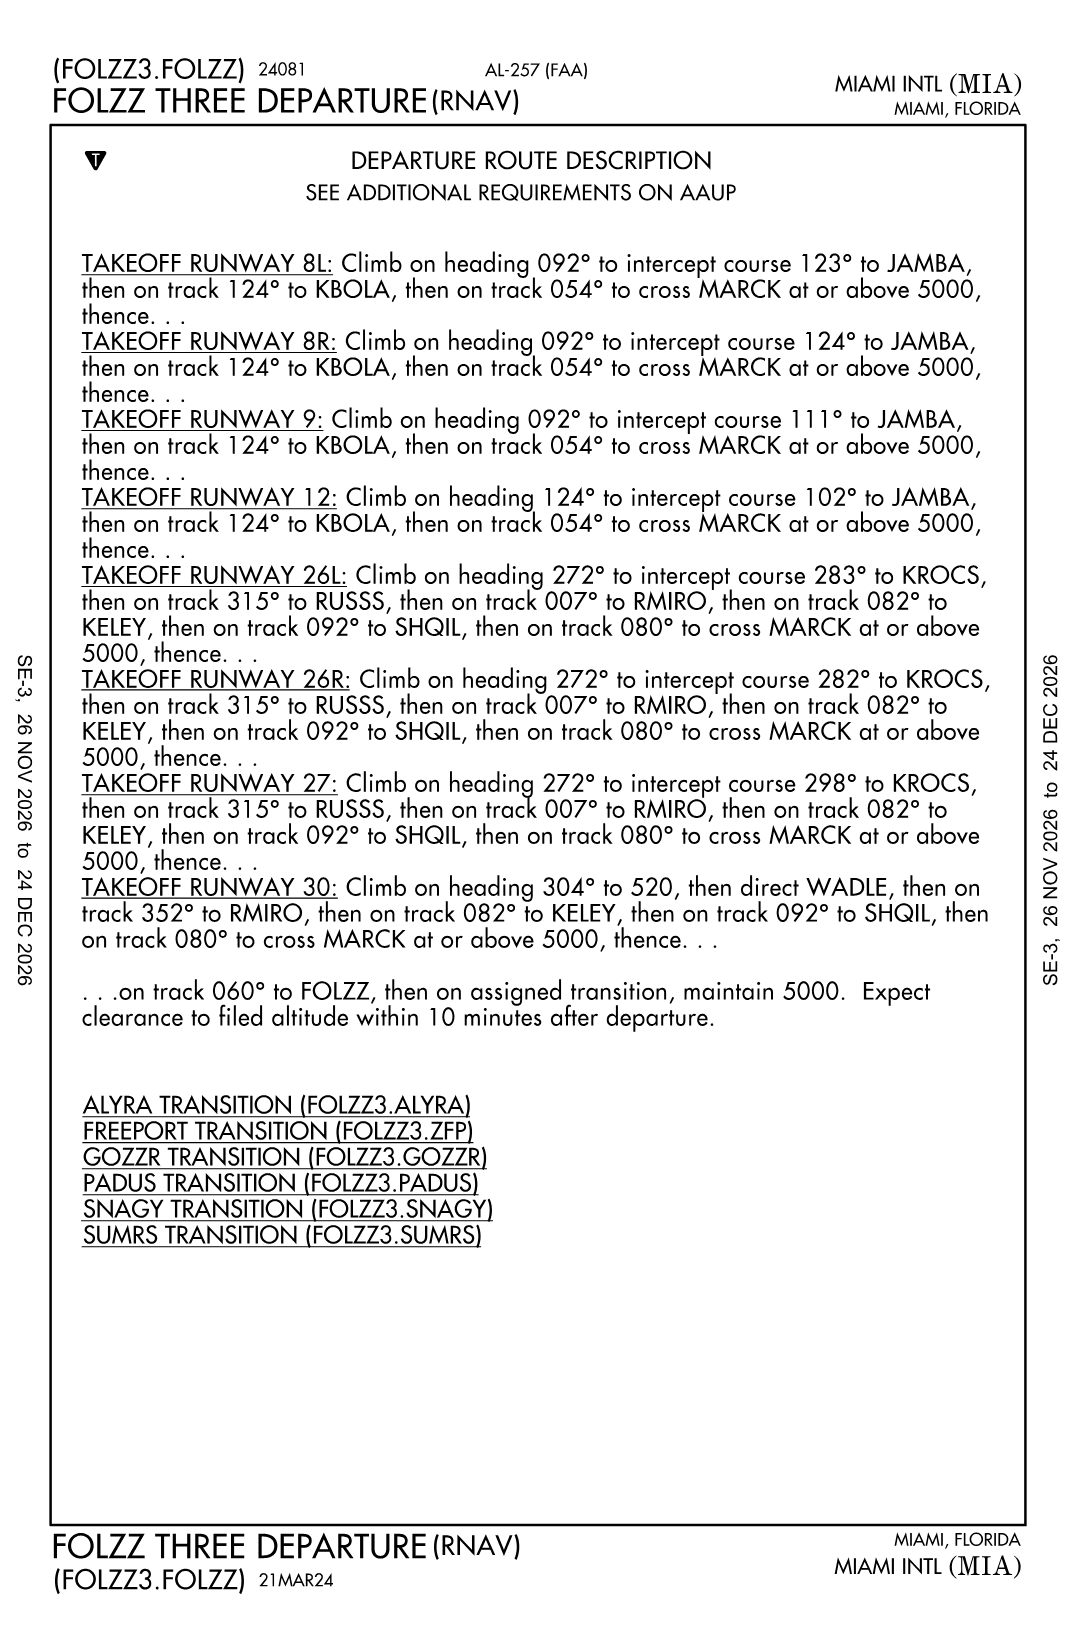 (FOLZZ3.FOLZZ) 24081
AL-257 (FAA)
FOLZZ THREE DEPARTURE (RNAV)
MIAMI INTL (MIA)
MIAMI, FLORIDA
T
DEPARTURE ROUTE DESCRIPTION
SEE ADDITIONAL REQUIREMENTS ON AAUP
TAKEOFF RUNWAY 8L: Climb on heading 092° to intercept course 123° to JAMBA,
then on track 124° to KBOLA, then on track 054° to cross MARCK at or above 5000,
thence. . .
TAKEOFF RUNWAY 8R: Climb on heading 092° to intercept course 124° to JAMBA,
then on track 124° to KBOLA, then on track 054° to cross MARCK at or above 5000,
thence. . .
TAKEOFF RUNWAY 9: Climb on heading 092° to intercept course 111° to JAMBA,
then on track 124° to KBOLA, then on track 054° to cross MARCK at or above 5000,
thence. . .
TAKEOFF RUNWAY 12: Climb on heading 124° to intercept course 102° to JAMBA,
then on track 124° to KBOLA, then on track 054° to cross MARCK at or above 5000,
thence. . .
TAKEOFF RUNWAY 26L: Climb on heading 272° to intercept course 283° to KROCS,
then on track 315° to RUSSS, then on track 007° to RMIRO, then on track 082° to
KELEY, then on track 092° to SHQIL, then on track 080° to cross MARCK at or above
5000, thence. . .
TAKEOFF RUNWAY 26R: Climb on heading 272° to intercept course 282° to KROCS,
then on track 315° to RUSSS, then on track 007° to RMIRO, then on track 082° to
KELEY, then on track 092° to SHQIL, then on track 080° to cross MARCK at or above
5000, thence. . .
TAKEOFF RUNWAY 27: Climb on heading 272° to intercept course 298° to KROCS,
then on track 315° to RUSSS, then on track 007° to RMIRO, then on track 082° to
KELEY, then on track 092° to SHQIL, then on track 080° to cross MARCK at or above
5000, thence. . .
TAKEOFF RUNWAY 30: Climb on heading 304° to 520, then direct WADLE, then on
track 352° to RMIRO, then on track 082° to KELEY, then on track 092° to SHQIL, then
on track 080° to cross MARCK at or above 5000, thence. . .
. . .on track 060° to FOLZZ, then on assigned transition, maintain 5000. Expect
clearance to filed altitude within 10 minutes after departure.
ALYRA TRANSITION (FOLZZ3.ALYRA)
FREEPORT TRANSITION (FOLZZ3.ZFP)
GOZZR TRANSITION (FOLZZ3.GOZZR)
PADUS TRANSITION (FOLZZ3.PADUS)
SNAGY TRANSITION (FOLZZ3.SNAGY)
SUMRS TRANSITION (FOLZZ3.SUMRS)
SE-3, 26 NOV 2026 to 24 DEC 2026
SE-3, 26 NOV 2026 to 24 DEC 2026
FOLZZ THREE DEPARTURE (RNAV)
(FOLZZ3.FOLZZ) 21MAR24
MIAMI, FLORIDA
MIAMI INTL (MIA)